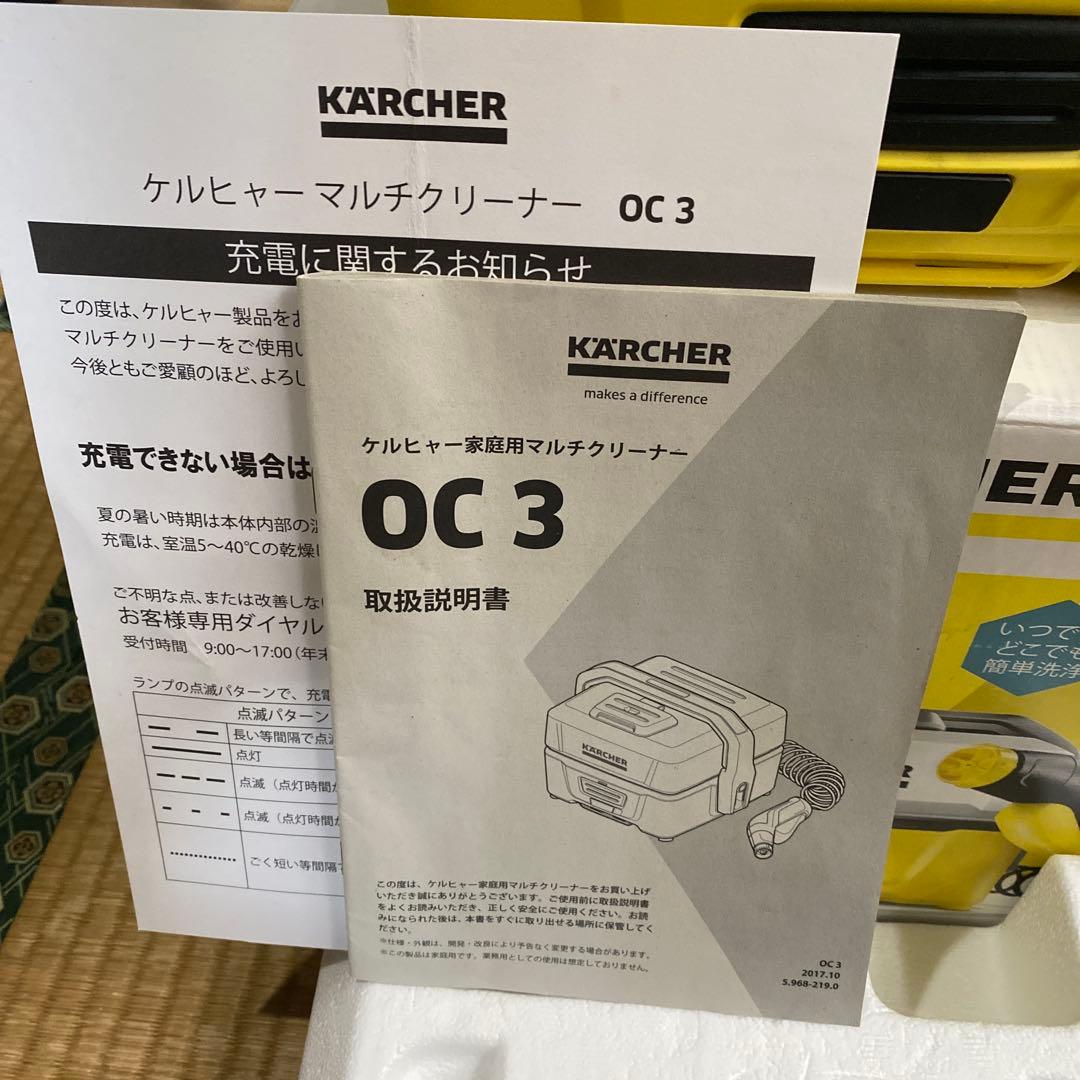 KÄRCHER
ケルヒャー マルチクリーナー OC 3
充電に関するお知らせ
この度は、ケルヒャー製品をお
マルチクリーナーをご使用い
今後ともご愛顧のほど、よろし
充電できない場合は
夏の暑い時期は本体内部の温
充電は、室温5～40℃の乾燥
ご不明な点、または改善しない
お客様専用ダイヤル
受付時間 9:00～17:00(年末
ランプの点滅パターンで、充電
点滅パターン
長い等間隔で点滅
点灯
点滅（点灯時間が
点滅（点灯時間が
ごく短い等間隔で
KÄRCHER
makes a difference
ケルヒャー家庭用マルチクリーナー
OC 3
取扱説明書
KÄRCHER
この度は、ケルヒャー家庭用マルチクリーナーをお買い上げ
いただき誠にありがとうございます。ご使用前に取扱説明書
をよくお読みいただき、正しく安全にご使用ください。お読
みになられた後は、本書をすぐに取り出せる場所に保管してく
ださい。
※仕様・外観は、開発・改良により予告なく変更する場合があります。
※この製品は家庭用です。業務用としての使用は想定しておりません。
OC 3
2017.10
5.968-219.0
HER
いつで
どこでも
簡単洗浄